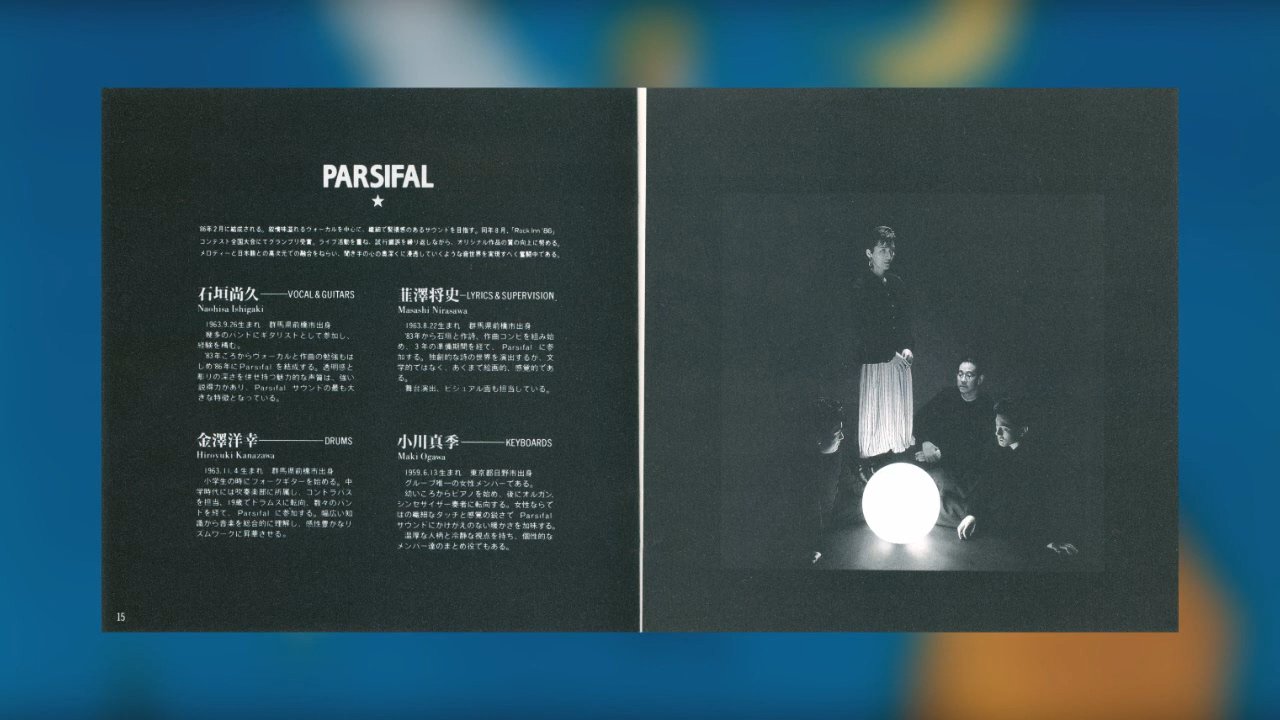 PARSIFAL
★
'86年2月に結成される。叙情味溢れるヴォーカルを中心に、繊細で緊張感のあるサウンドを目指す。同年8月、「Rock Inn '86」
コンテスト全国大会にてグランプリ受賞。ライブ活動を重ね、試行錯誤を繰り返しながら、オリジナル作品の質の向上に努める。
メロディーと日本語との高次元での融合をねらい、聞き手の心の奥深くに浸透していくような音世界を実現すべく奮闘中である。
石垣尚久——VOCAL & GUITARS
Naohisa Ishigaki
1963.9.26生まれ 群馬県前橋市出身
幾多のバンドにギタリストとして参加し、
経験を積む。
'83年ころからヴォーカルと作曲の勉強もは
じめ'86年にParsifal を結成する。透明感と
彫りの深さを併せ持つ魅力的な声質は、強い
説得力があり、Parsifal サウンドの最も大
きな特徴となっている。
韮澤将史—LYRICS & SUPERVISION
Masashi Nirasawa
1963.8.22生まれ 群馬県前橋市出身
'83年から石垣と作詩、作曲コンビを組み始
め、3年の準備期間を経て、Parsifal に参
加する。独創的な詩の世界を演出するが、文
学的ではなく、あくまで絵画的、感覚的であ
る。
舞台演出、ビジュアル面も担当している。
金澤洋幸——DRUMS
Hiroyuki Kanazawa
1963.11.4生まれ 群馬県前橋市出身
小学生の時にフォークギターを始める。中
学時代には吹奏楽部に所属し、コントラバス
を担当、19歳でドラムスに転向、数々のバン
ドを経て、Parsifal に参加する。幅広い知
識から音楽を総合的に理解し、感性豊かなリ
ズムワークに昇華させる。
小川真季——KEYBOARDS
Maki Ogawa
1959.6.13生まれ 東京都日野市出身
グループ唯一の女性メンバーである。
幼いころからピアノを始め、後にオルガン、
シンセサイザー奏者に転向する。女性ならで
はの繊細なタッチと感覚の鋭さで Parsifal
サウンドにかけがえのない暖かさを加味する。
温厚な人柄と冷静な視点を持ち、個性的な
メンバー達のまとめ役でもある。
15